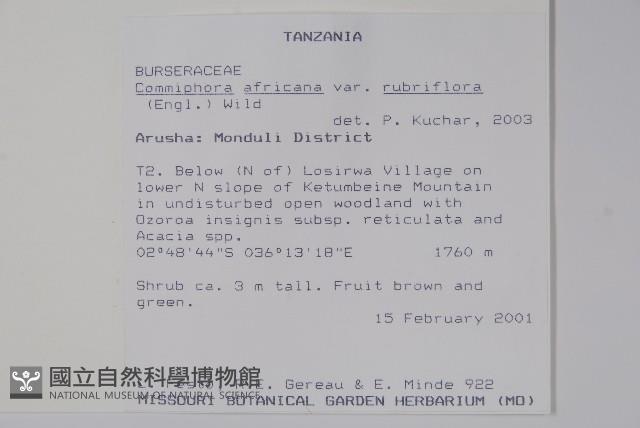 TANZANIA
BURSERACEAE
Commiphora africana var. rubriflora
(Engl.) Wild
det. P. Kuchar, 2003
Arusha: Monduli District
T2. Below (N of) Losirwa Village on
lower N slope of Ketumbeine Mountain
in undisturbed open woodland with
Ozoroa insignis subsp. reticulata and
Acacia spp.
02°48'44"S 036°13'18"E 1760 m
Shrub ca. 3 m tall. Fruit brown and
green.
15 February 2001
Gereau & E. Minde 922
MISSOURI BOTANICAL GARDEN HERBARIUM (MO)
國立自然科學博物館
NATIONAL MUSEUM OF NATURAL SCIENCE